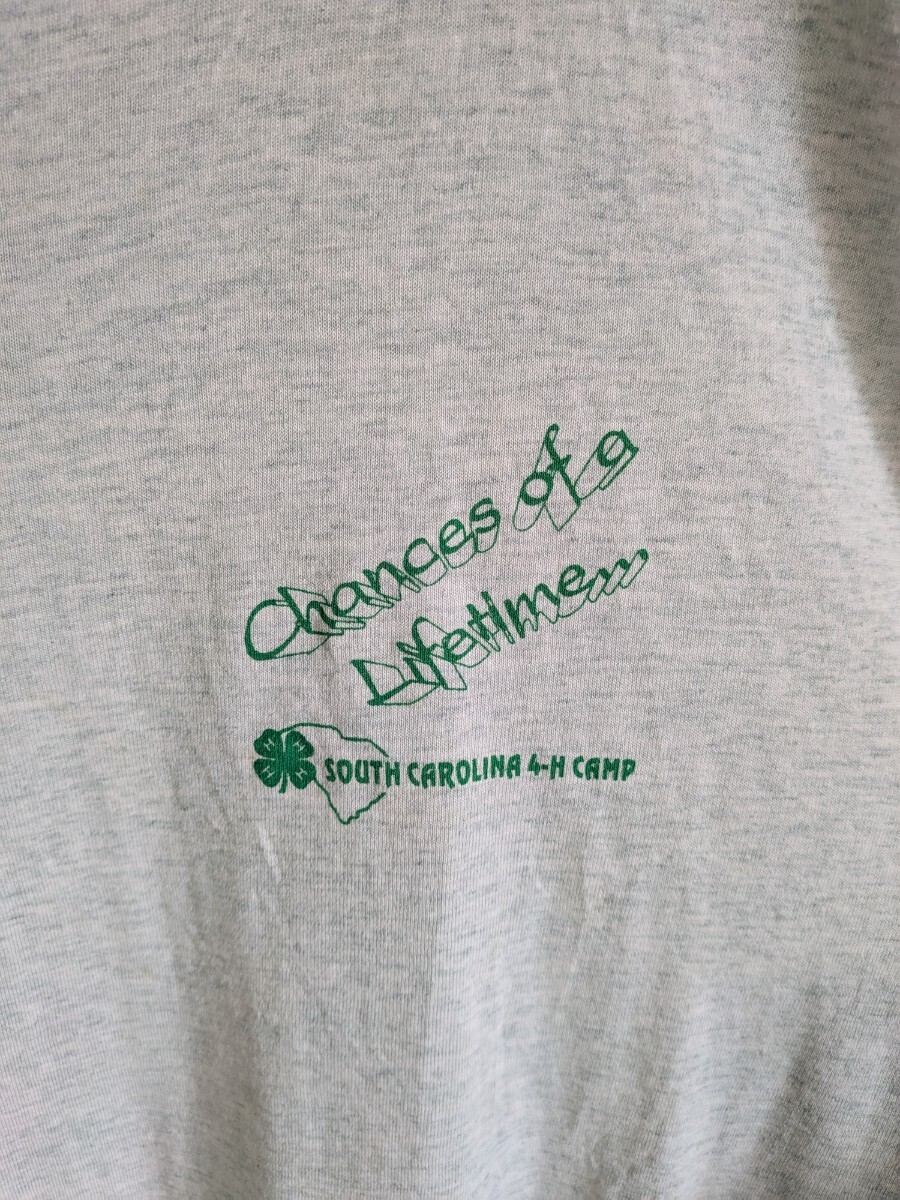 Chances of a
Lifetime...
H H
H H
SOUTH CAROLINA 4-H CAMP